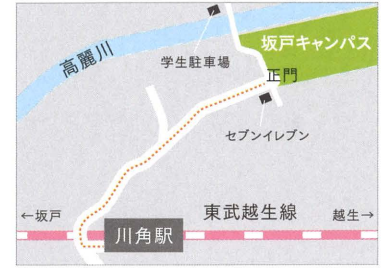 坂戸キャンパス
高麗川
学生駐車場
正門
セブンイレブン
←坂戸
東武越生線
越生→
川角駅